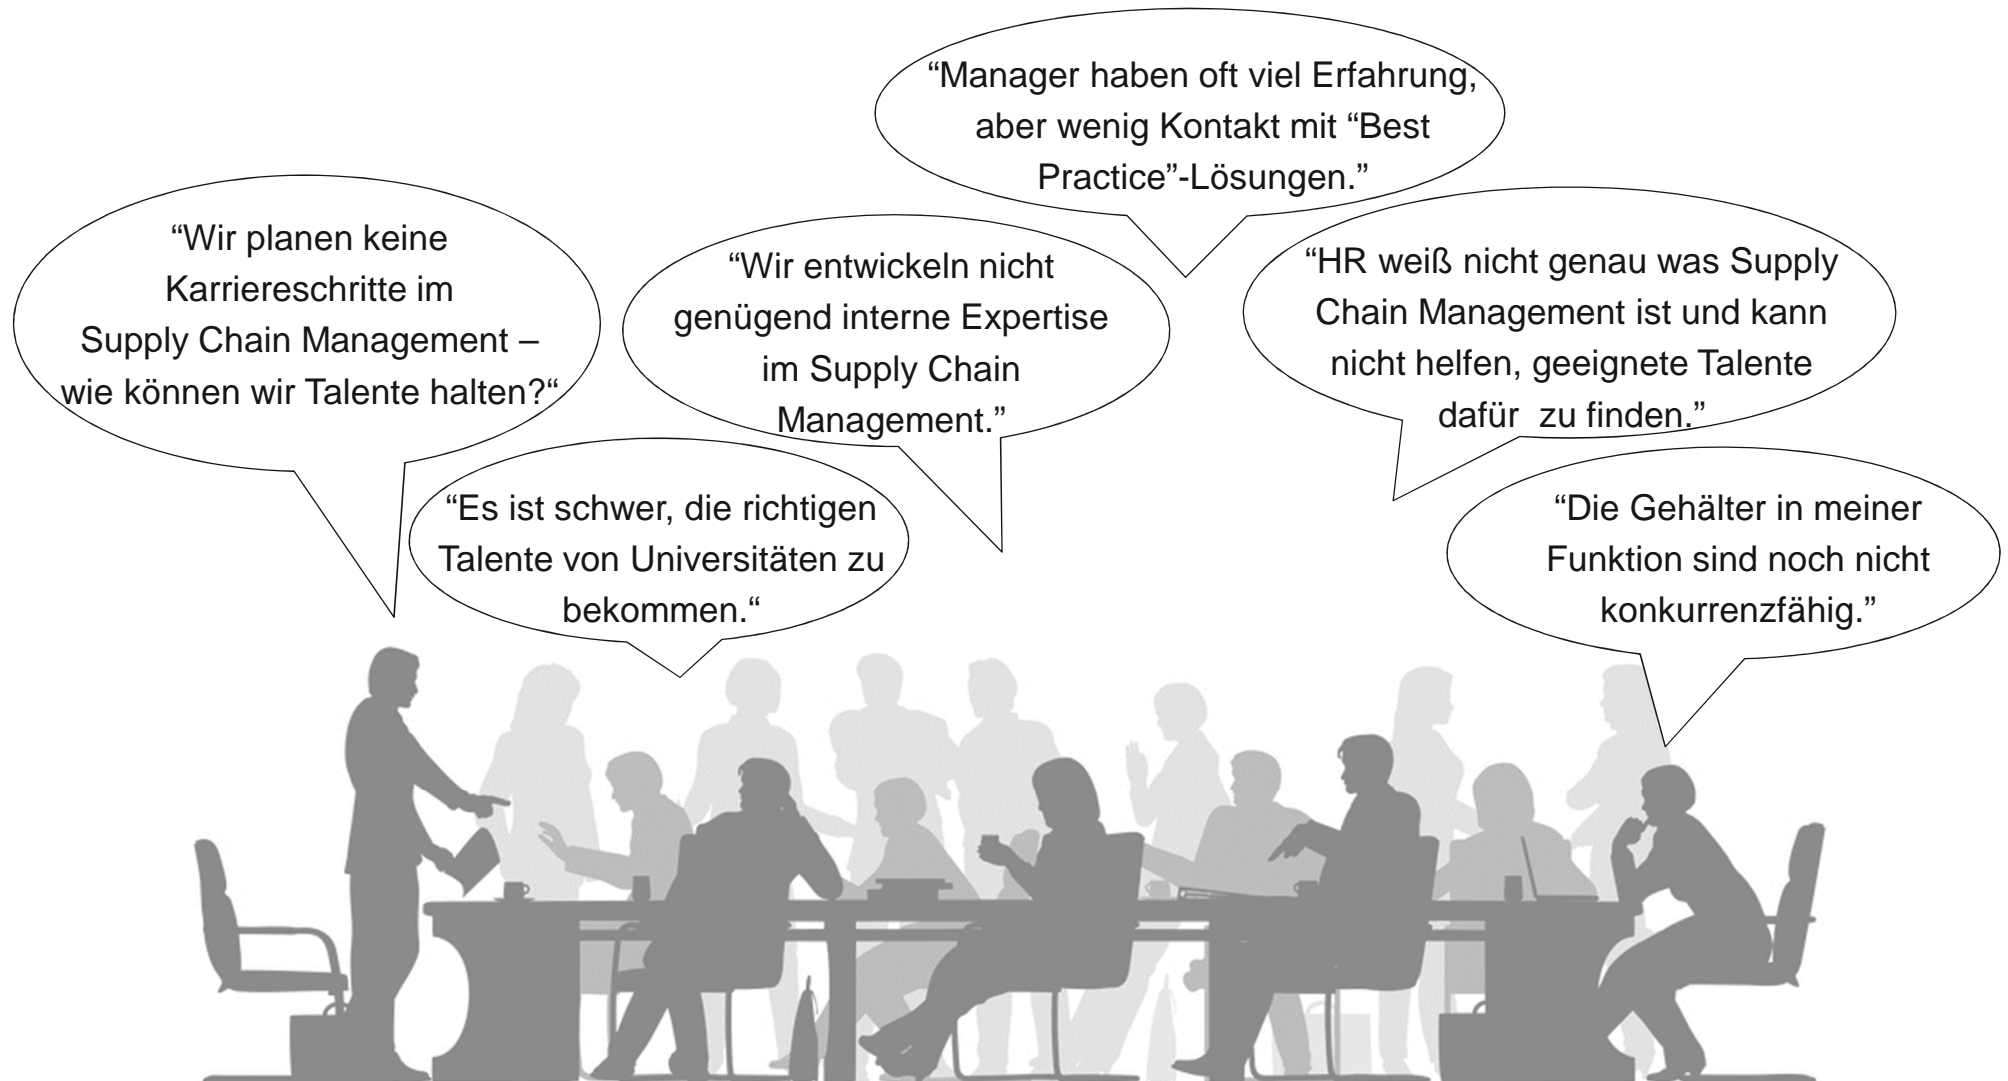 “Manager haben oft viel Erfahrung,
aber wenig Kontakt mit “Best
Practice”-Lösungen.”
“Wir planen keine
Karriereschritte im
Supply Chain Management –
wie können wir Talente halten?“
“Wir entwickeln nicht
genügend interne Expertise
im Supply Chain
Management.”
“HR weiß nicht genau was Supply
Chain Management ist und kann
nicht helfen, geeignete Talente
dafür  zu finden.”
“Es ist schwer, die richtigen
Talente von Universitäten zu
bekommen.“
“Die Gehälter in meiner
Funktion sind noch nicht
konkurrenzfähig.”